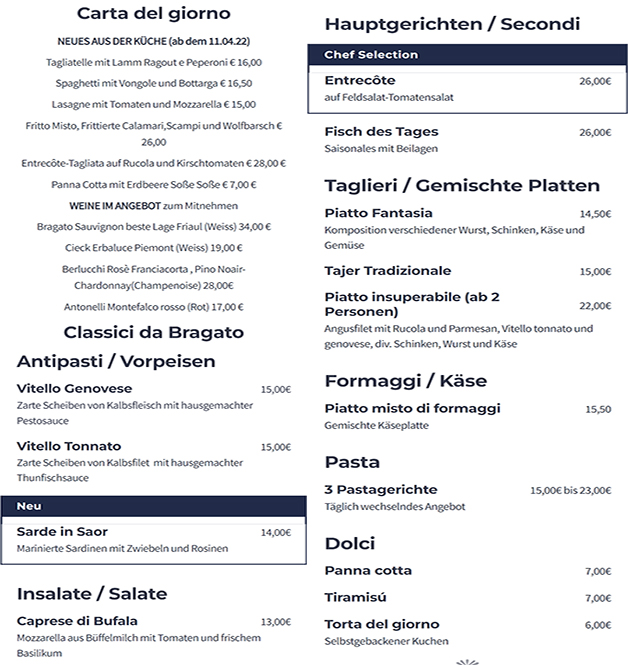 Carta del giorno
NEUES AUS DER KÜCHE (ab dem 11.04.22)
Tagliatelle mit Lamm Ragout e Peperoni € 16,00
Spaghetti mit Vongole und Bottarga € 16,50
Lasagne mit Tomaten und Mozzarella € 15,00
Fritto Misto, Frittierte Calamari,Scampi und Wolfbarsch €
26,00
Entrecôte-Tagliata auf Rucola und Kirschtomaten € 28,00 €
Panna Cotta mit Erdbeere Soße Soße € 7,00 €
WEINE IM ANGEBOT zum Mitnehmen
Bragato Sauvignon beste Lage Friaul (Weiss) 34,00 €
Cieck Erbaluce Piemont (Weiss) 19,00 €
Berlucchi Rosè Franciacorta , Pino Noair-
Chardonnay(Champenoise) 28,00€
Antonelli Montefalco rosso (Rot) 17,00 €
Classici da Bragato
Antipasti / Vorpeisen
Vitello Genovese 15,00€
Zarte Scheiben von Kalbsfleisch mit hausgemachter
Pestosauce
Vitello Tonnato 15,00€
Zarte Scheiben von Kalbsfilet mit hausgemachter
Thunfischsauce
Neu
Sarde in Saor 14,00€
Marinierte Sardinen mit Zwiebeln und Rosinen
Insalate / Salate
Caprese di Bufala 13,00€
Mozzarella aus Büffelmilch mit Tomaten und frischem
Basilikum
Hauptgerichten / Secondi
Chef Selection
Entrecôte 26,00€
auf Feldsalat-Tomatensalat
Fisch des Tages 26,00€
Saisonales mit Beilagen
Taglieri / Gemischte Platten
Piatto Fantasia 14,50€
Komposition verschiedener Wurst, Schinken, Käse und
Gemüse
Tajer Tradizionale 15,00€
Piatto insuperabile (ab 2
Personen) 22,00€
Angusfilet mit Rucola und Parmesan, Vitello tonnato und
genovese, div. Schinken, Wurst und Käse
Formaggi / Käse
Piatto misto di formaggi 15,50
Gemischte Käseplatte
Pasta
3 Pastagerichte 15,00€ bis 23,00€
Täglich wechselndes Angebot
Dolci
Panna cotta 7,00€
Tiramisú 7,00€
Torta del giorno 6,00€
Selbstgebackener Kuchen